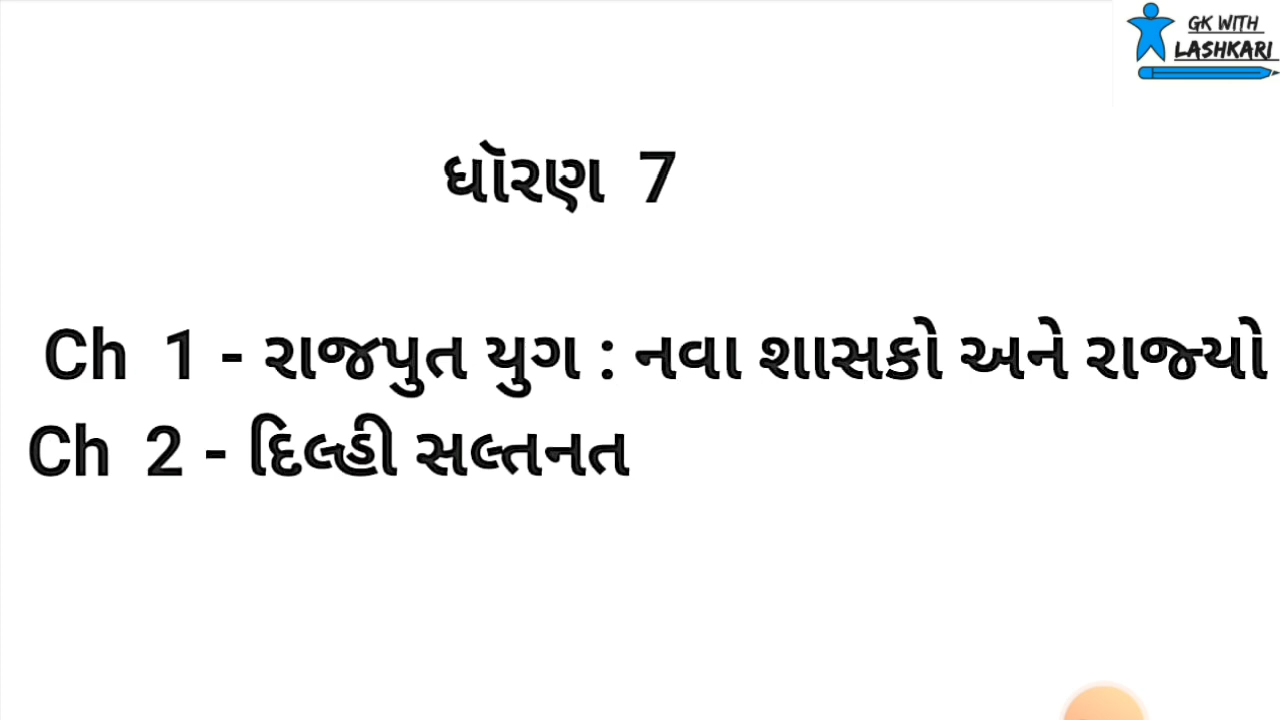 GK WITH
LASHKARI
ધૉરણ 7
Ch 1 - રાજપુત યુગ : નવા શાસકો અને રાજ્યો
Ch 2 - દિલ્હી સલ્તનત